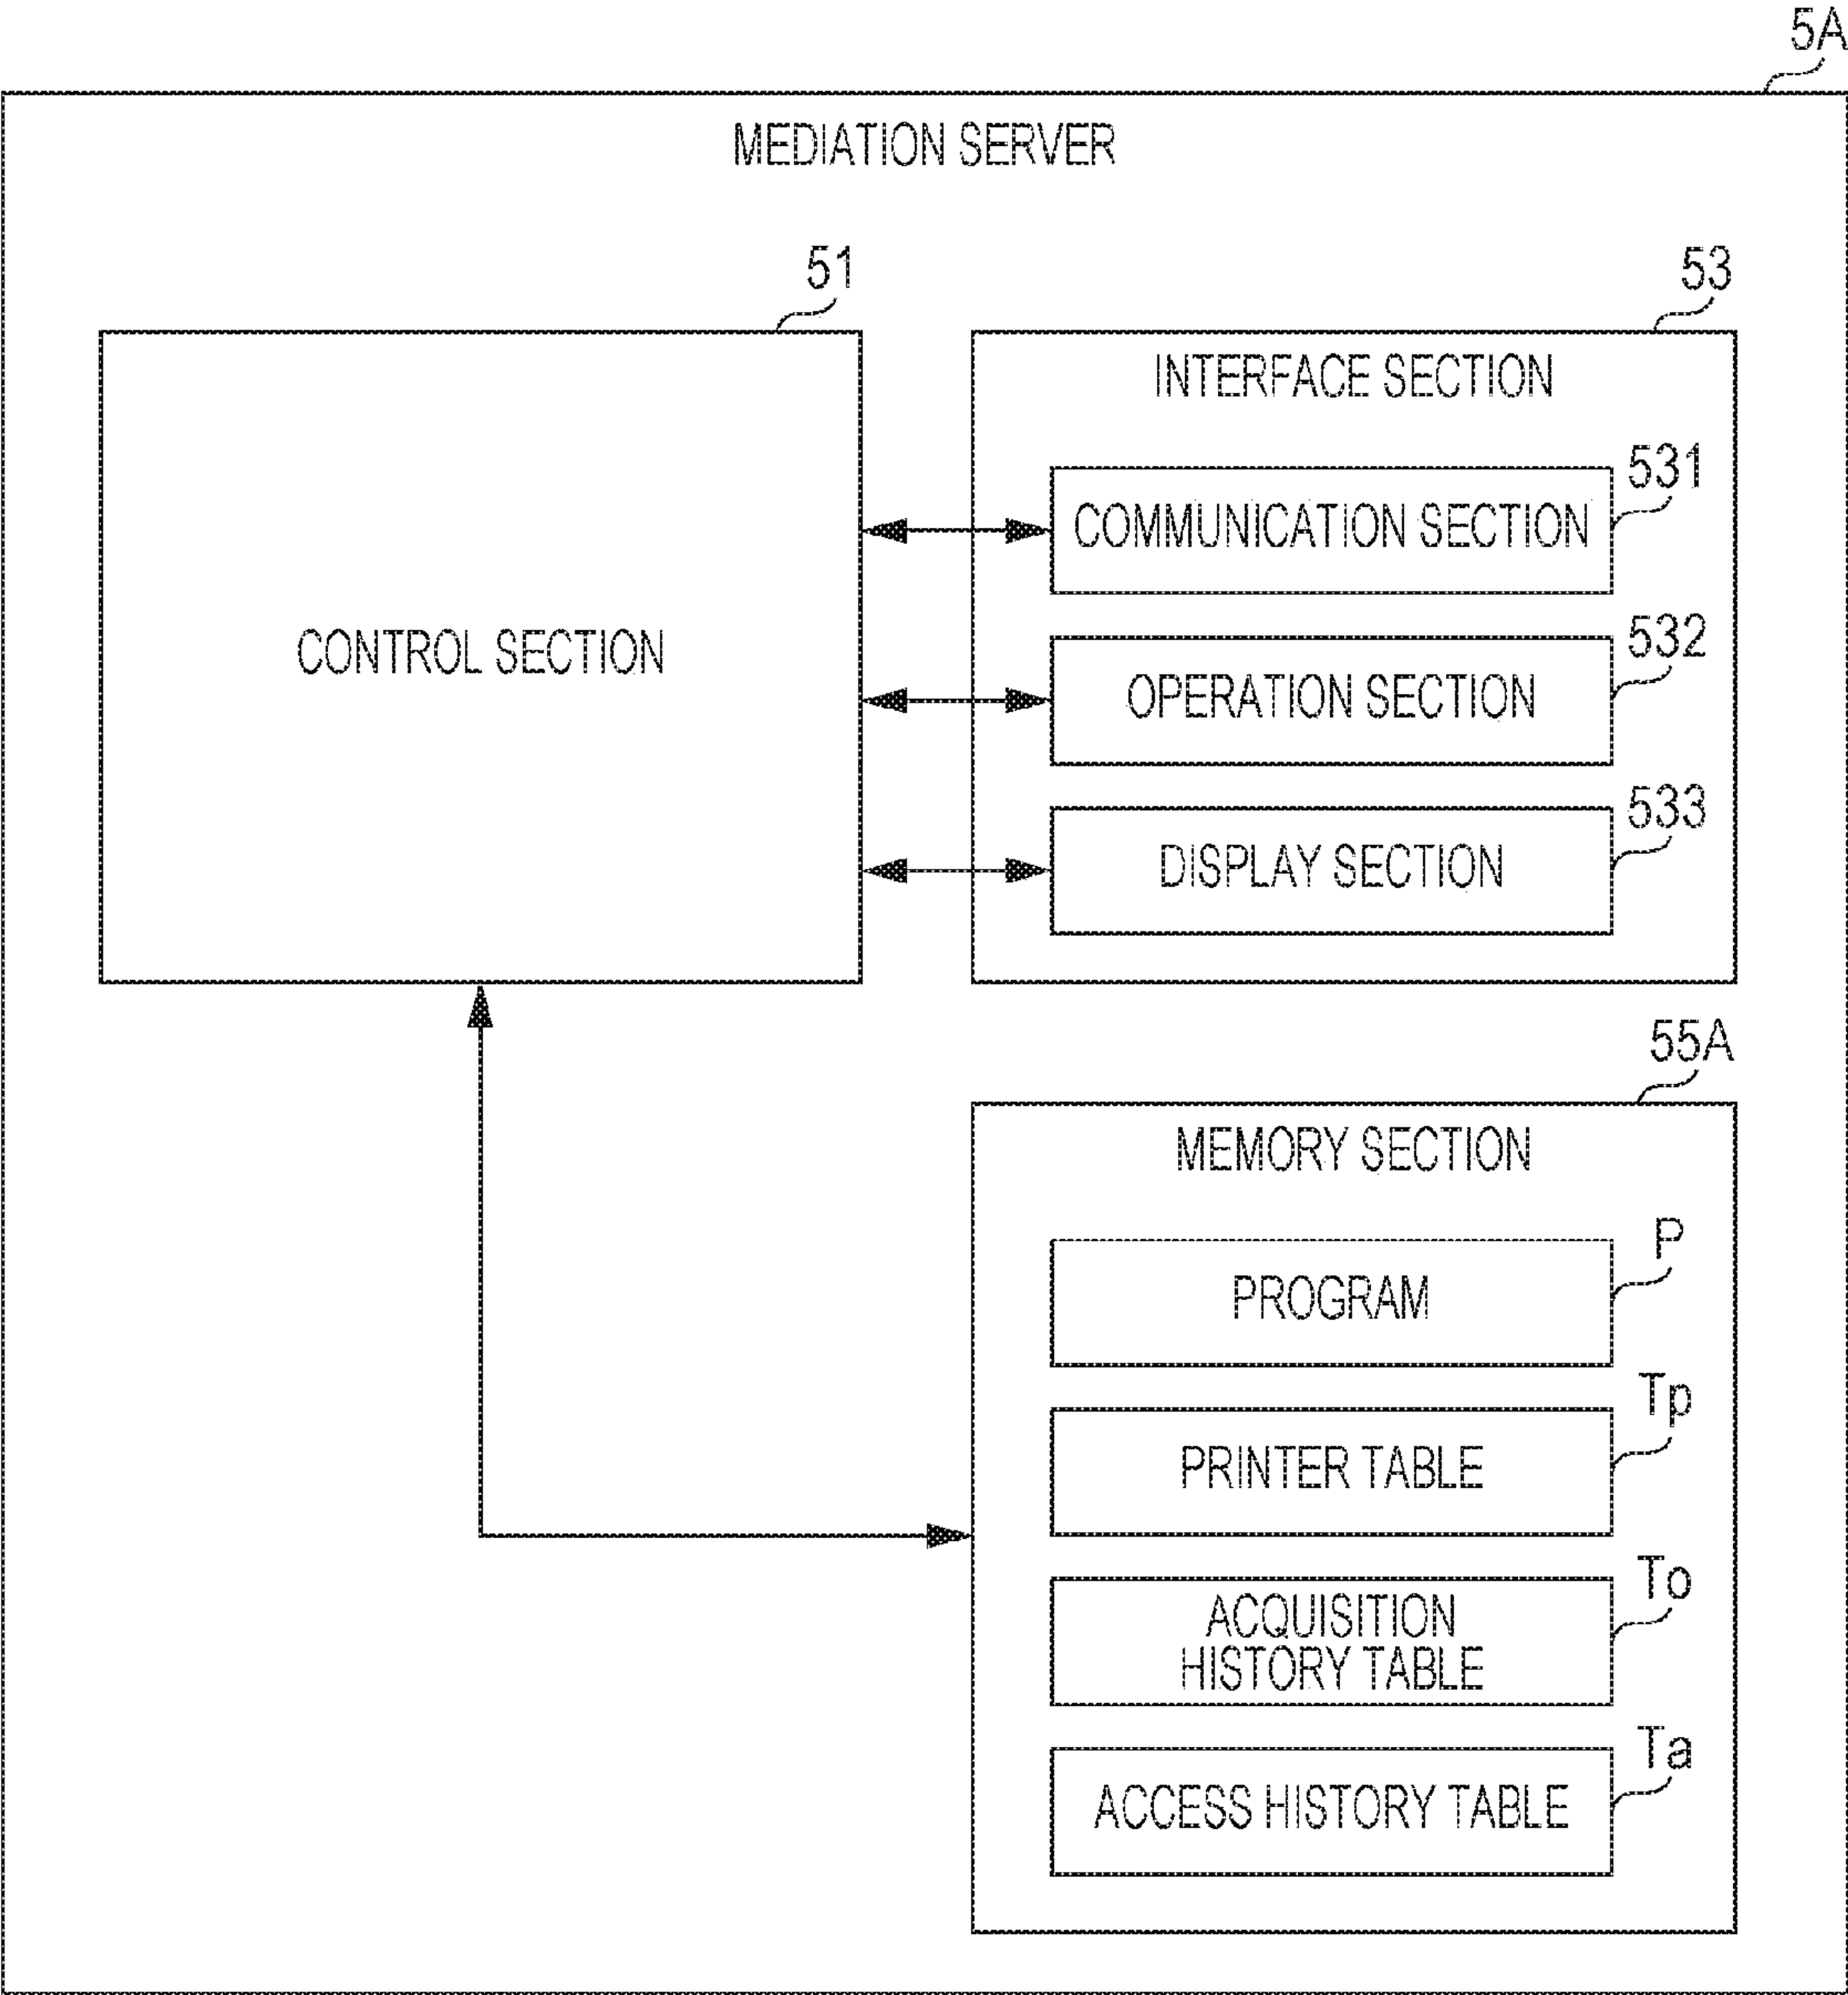 5A
MEDIATION SERVER
51
CONTROL SECTION
53
INTERFACE SECTION
531
COMMUNICATION SECTION
532
OPERATION SECTION
533
DISPLAY SECTION
55A
MEMORY SECTION
P
PROGRAM
Tp
PRINTER TABLE
To
ACQUISITION
HISTORY TABLE
Ta
ACCESS HISTORY TABLE